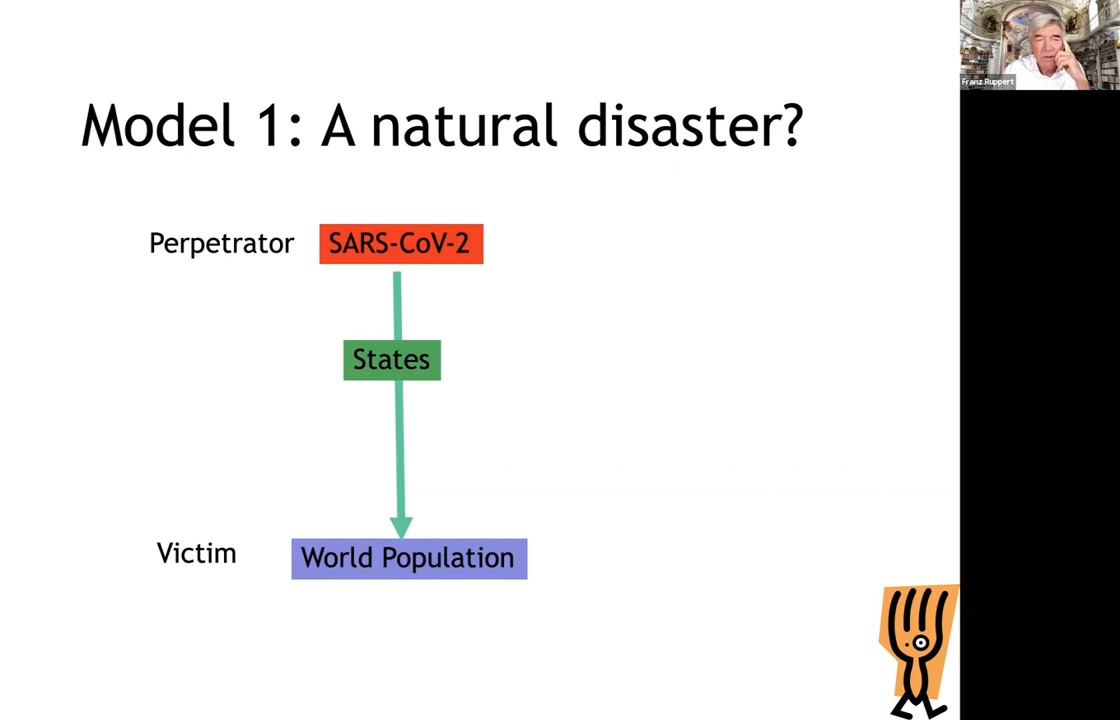 Franz Ruppert
Model 1: A natural disaster?
Perpetrator
SARS-CoV-2
States
Victim
World Population